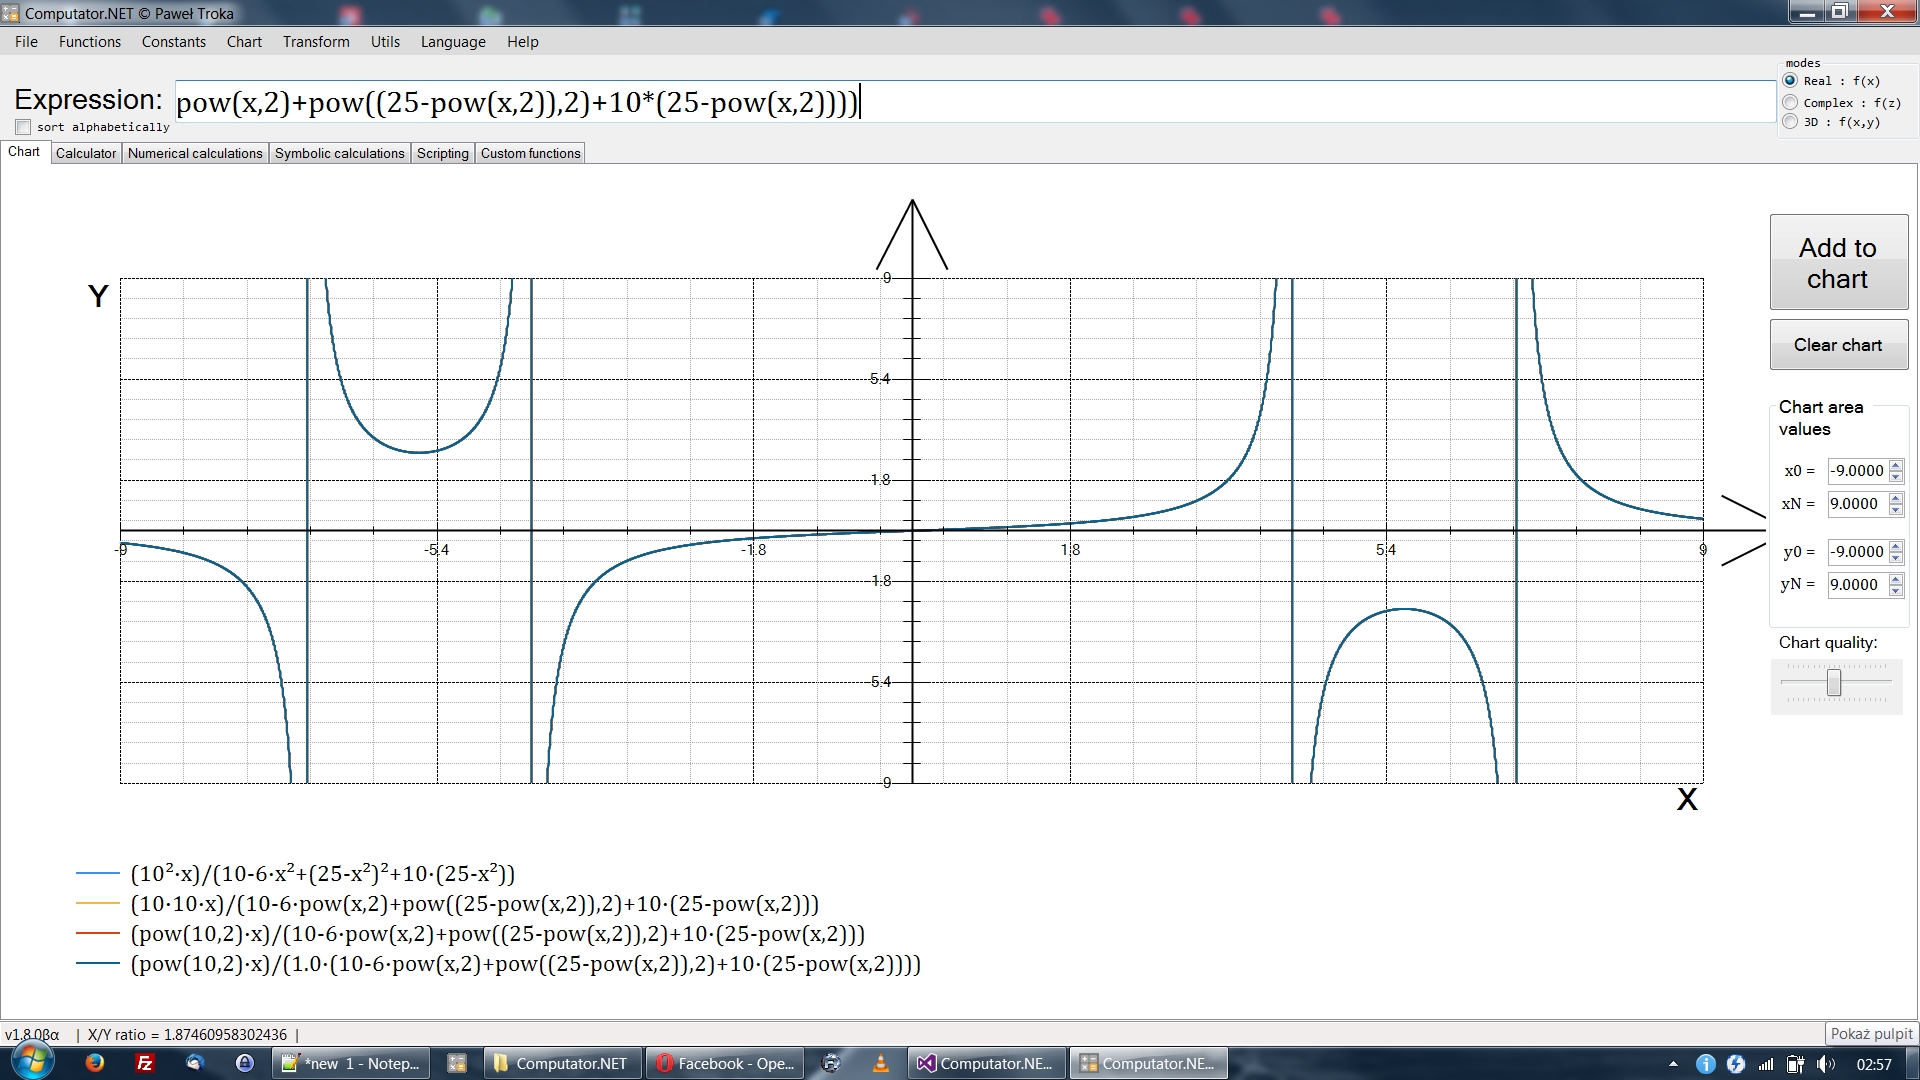 Computator.NET © Paweł Troka
File Functions Constants Chart Transform Utils Language Help
modes
Expression: pow(x,2)+pow((25-pow(x,2)),2)+10*(25-pow(x,2))))
Real : f(x)
Complex : f(z)
3D : f(x,y)
sort alphabetically
Chart Calculator Numerical calculations Symbolic calculations Scripting Custom functions
Y
9
5.4
1.8
-9 -5.4 -1.8 1.8 5.4 9
1.8
5.4
-9
X
Add to
chart
Clear chart
Chart area
values
x0 = -9.0000
xN = 9.0000
y0 = -9.0000
yN = 9.0000
Chart quality:
(10²·x)/(10-6·x²+(25-x²)²+10·(25-x²))
(10·10·x)/(10-6·pow(x,2)+pow((25-pow(x,2)),2)+10·(25-pow(x,2)))
(pow(10,2)·x)/(10-6·pow(x,2)+pow((25-pow(x,2)),2)+10·(25-pow(x,2)))
(pow(10,2)·x)/(1.0·(10-6·pow(x,2)+pow((25-pow(x,2)),2)+10·(25-pow(x,2))))
v1.8.0βα | X/Y ratio = 1.87460958302436 |
Pokaż pulpit
*new 1 - Notep... Computator.NET Facebook - Ope... Computator.NE... Computator.NE... 02:57